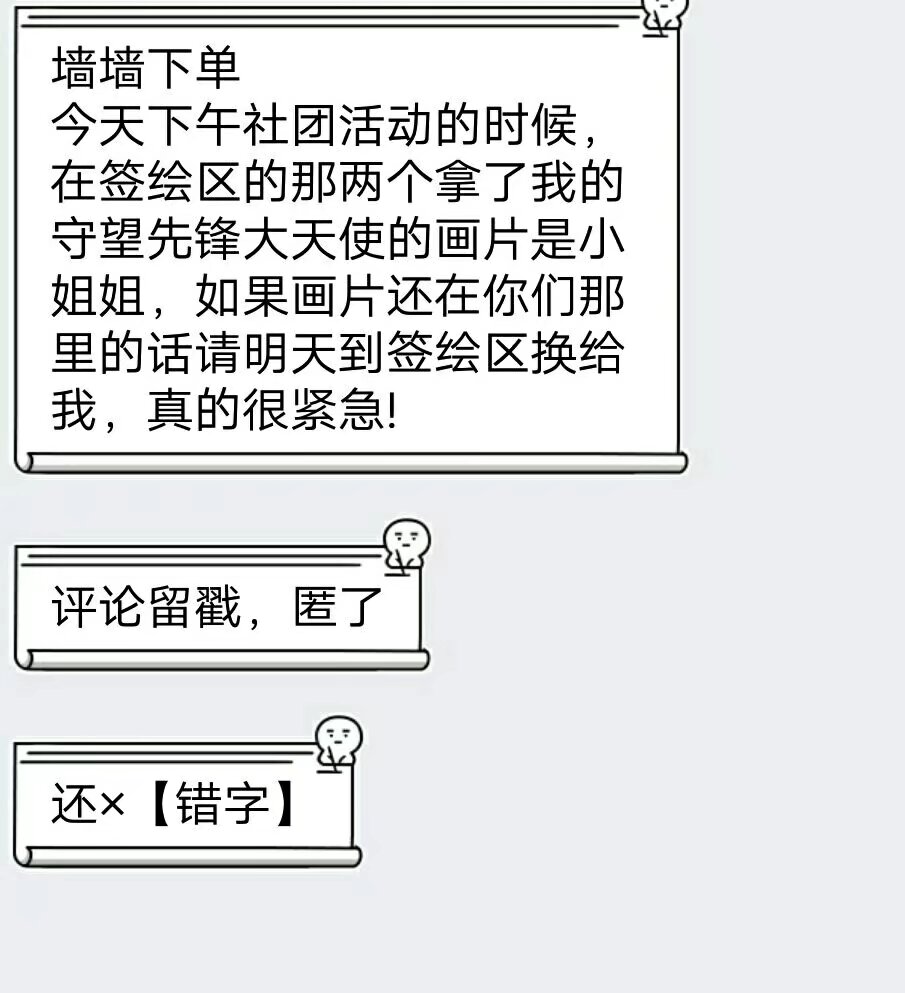 墙墙下单
今天下午社团活动的时候，
在签绘区的那两个拿了我的
守望先锋大天使的画片是小
姐姐，如果画片还在你们那
里的话请明天到签绘区换给
我，真的很紧急!
评论留戳，匿了
还×【错字】